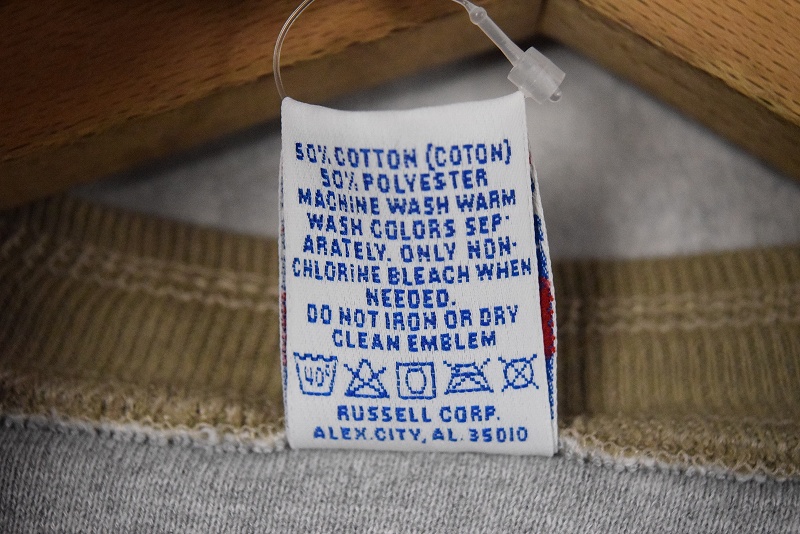 50% COTTON (COTON)
50% POLYESTER
MACHINE WASH WARM
WASH COLORS SEP-
ARATELY. ONLY NON-
CHLORINE BLEACH WHEN
NEEDED.
DO NOT IRON OR DRY
CLEAN EMBLEM
40°
RUSSELL CORP.
ALEX.CITY, AL. 35010